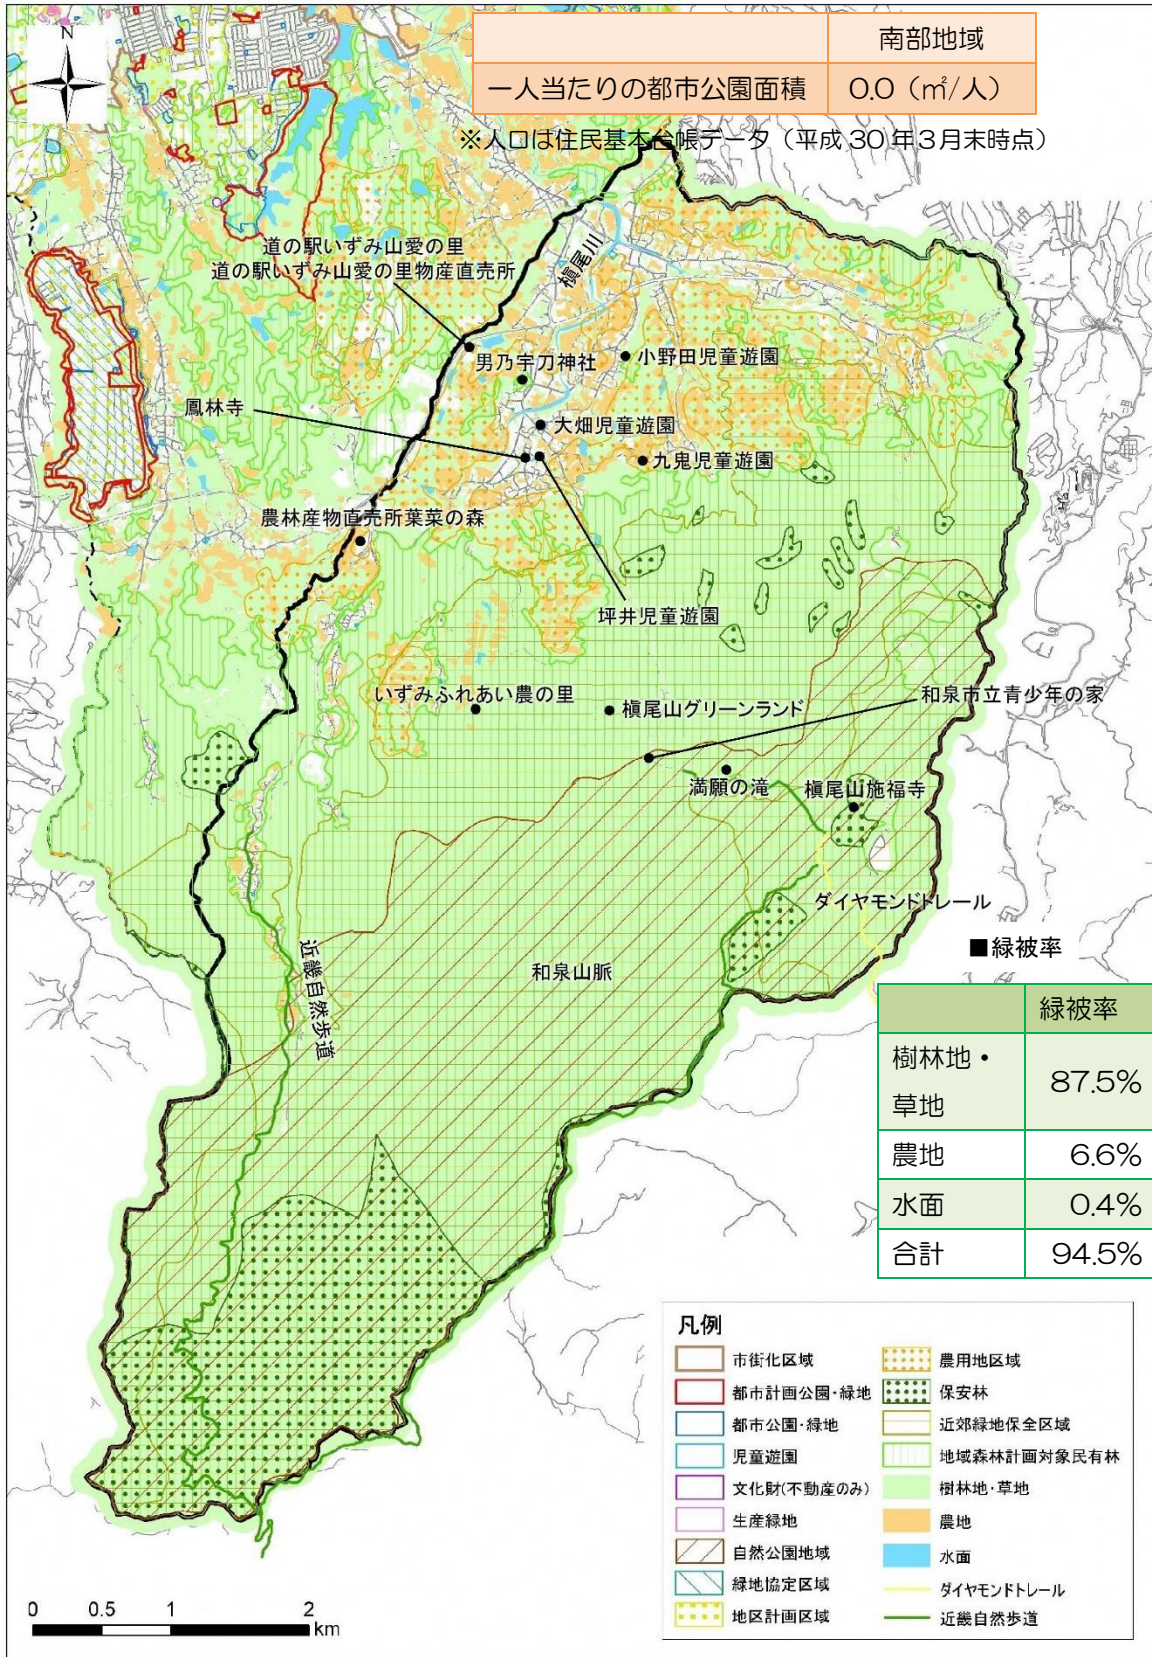 N
南部地域
一人当たりの都市公園面積 0.0（㎡/人）
※人口は住民基本台帳データ（平成30年3月末時点）
道の駅いずみ山愛の里
道の駅いずみ山愛の里物産直売所
槇尾川
男乃宇刀神社
小野田児童遊園
鳳林寺
大畑児童遊園
九鬼児童遊園
農林産物直売所葉菜の森
坪井児童遊園
いずみふれあい農の里
槇尾山グリーンランド
和泉市立青少年の家
満願の滝
槇尾山施福寺
ダイヤモンドトレール
近畿自然歩道
和泉山脈
■緑被率
緑被率
樹林地・
草地
87.5%
農地 6.6%
水面 0.4%
合計 94.5%
凡例
市街化区域
都市計画公園・緑地
都市公園・緑地
児童遊園
文化財(不動産のみ)
生産緑地
自然公園地域
緑地協定区域
地区計画区域
農用地区域
保安林
近郊緑地保全区域
地域森林計画対象民有林
樹林地・草地
農地
水面
ダイヤモンドトレール
近畿自然歩道
0 0.5 1 2
km